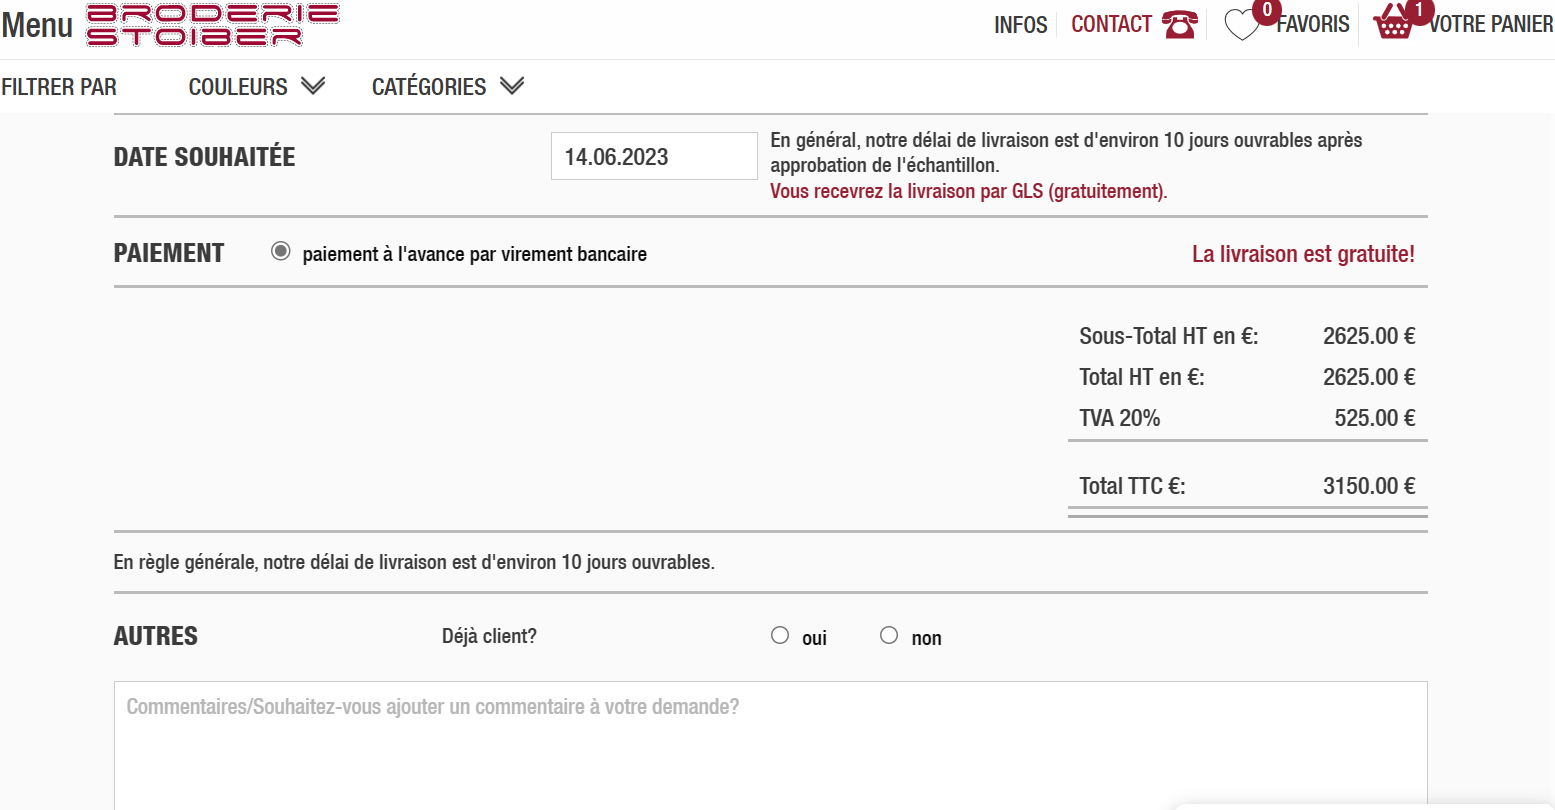 Menu
BRODERIE
STOIBER
INFOS
CONTACT
0
FAVORIS
1
VOTRE PANIER
FILTRER PAR
COULEURS
CATÉGORIES
DATE SOUHAITÉE
14.06.2023
En général, notre délai de livraison est d'environ 10 jours ouvrables après
approbation de l'échantillon.
Vous recevrez la livraison par GLS (gratuitement).
PAIEMENT
paiement à l'avance par virement bancaire
La livraison est gratuite!
Sous-Total HT en €: 2625.00 €
Total HT en €: 2625.00 €
TVA 20% 525.00 €
Total TTC €: 3150.00 €
En règle générale, notre délai de livraison est d'environ 10 jours ouvrables.
AUTRES
Déjà client?
oui
non
Commentaires/Souhaitez-vous ajouter un commentaire à votre demande?